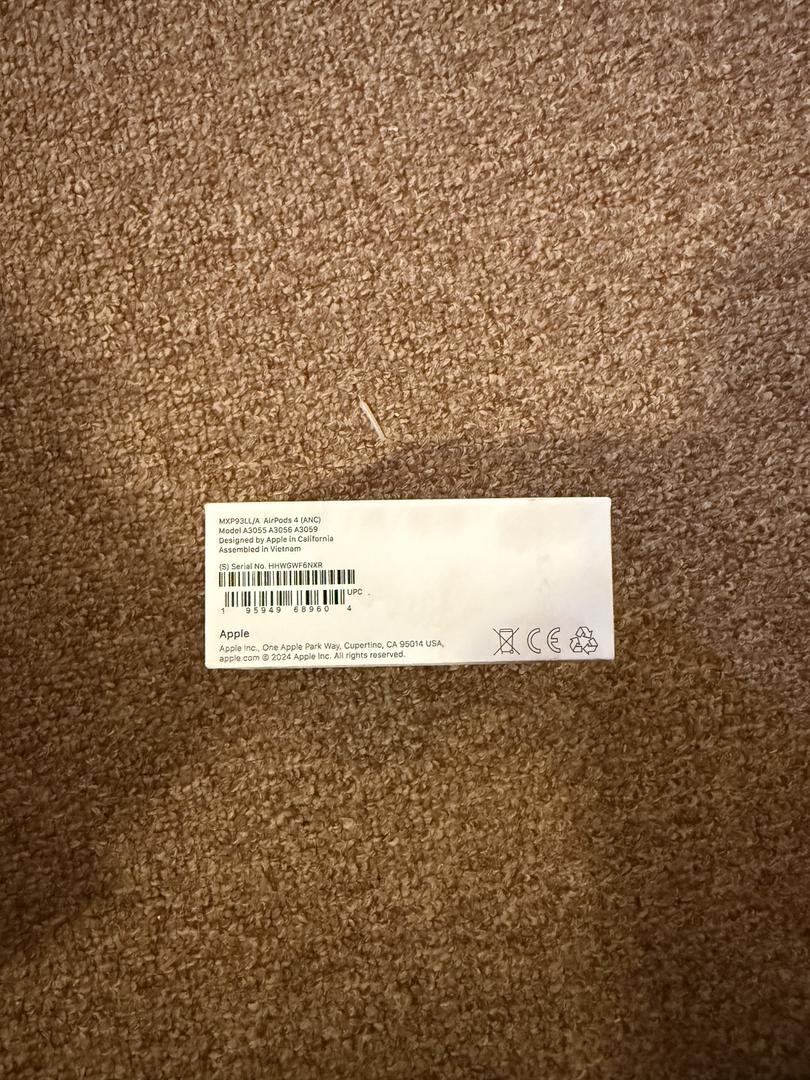 MXP93LL/A AirPods 4 (ANC)
Model A3055 A3056 A3059
Designed by Apple in California
Assembled in Vietnam
(S) Serial No. HHWGWF6NXR
UPC
1 95949 68960 4
Apple
Apple Inc., One Apple Park Way, Cupertino, CA 95014 USA,
apple.com © 2024 Apple Inc. All rights reserved.
CE